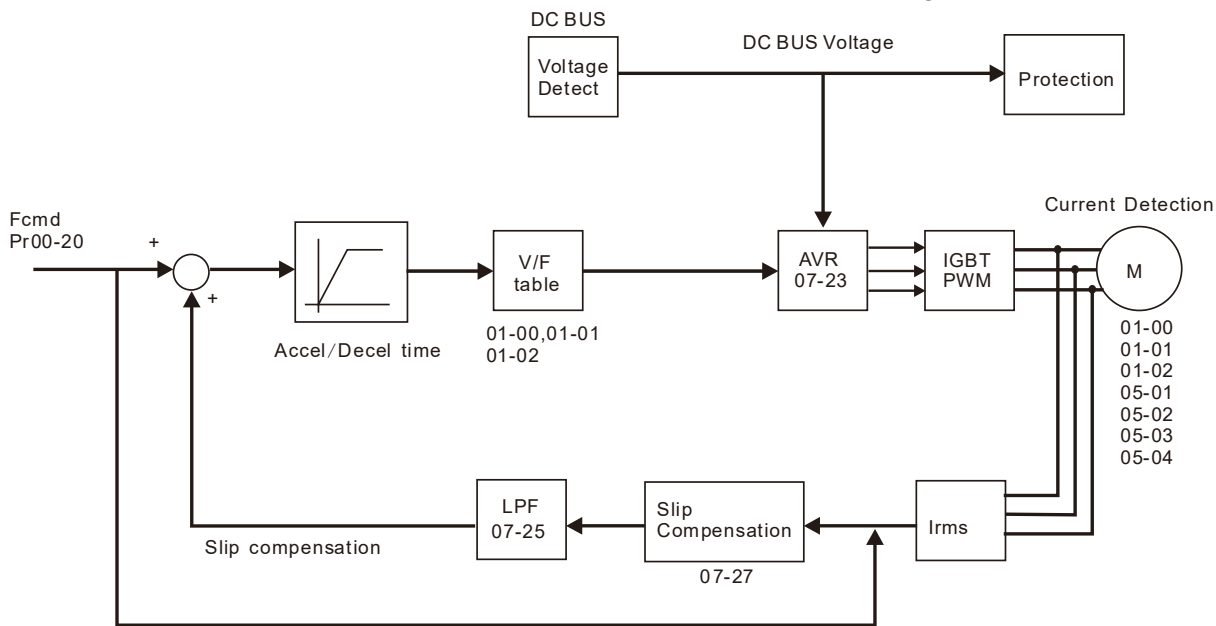 DC BUS
Voltage
Detect
DC BUS Voltage
Protection
Fcmd
Pr00-20
+
+
Accel/Decel time
V/F
table
01-00,01-01
01-02
AVR
07-23
IGBT
PWM
Current Detection
M
01-00
01-01
01-02
05-01
05-02
05-03
05-04
Slip compensation
LPF
07-25
Slip
Compensation
07-27
Irms